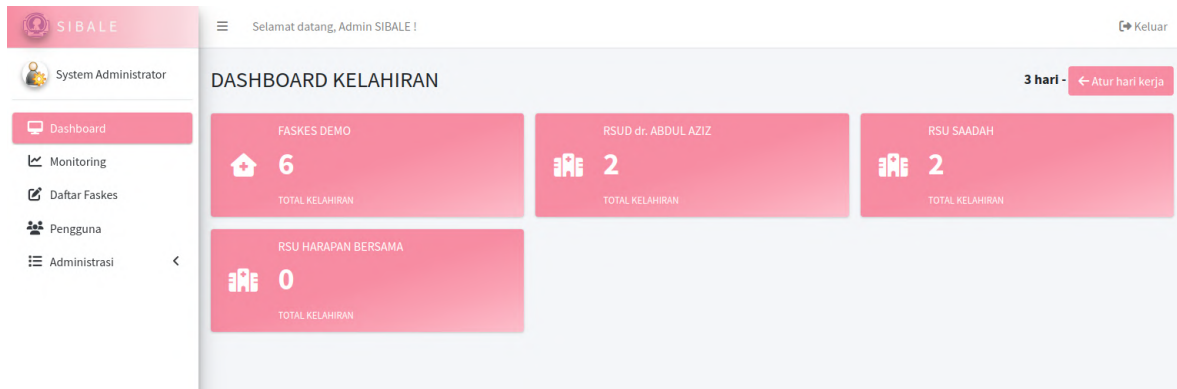 SIBALE
Selamat datang, Admin SIBALE !
Keluar
System Administrator
DASHBOARD KELAHIRAN
3 hari - Atur hari kerja
Dashboard
Monitoring
Daftar Faskes
Pengguna
Administrasi
FASKES DEMO
6
TOTAL KELAHIRAN
RSUD dr. ABDUL AZIZ
2
TOTAL KELAHIRAN
RSU SAADAH
2
TOTAL KELAHIRAN
RSU HARAPAN BERSAMA
0
TOTAL KELAHIRAN